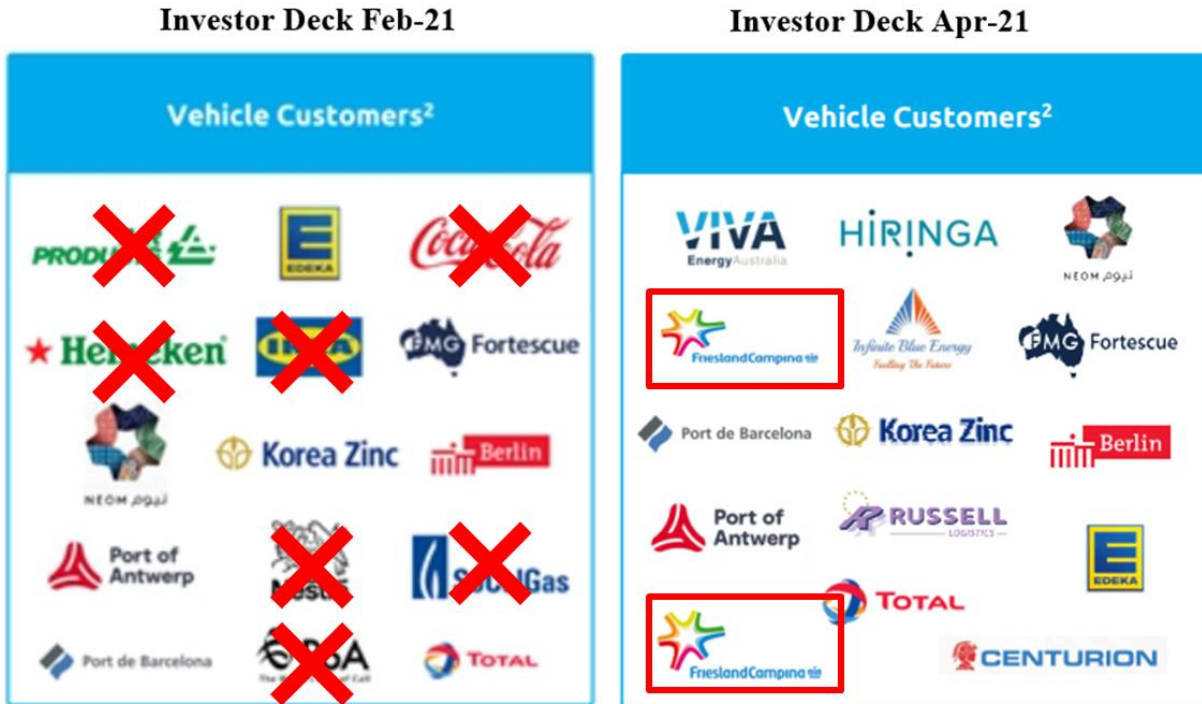 Investor Deck Feb-21
Investor Deck Apr-21
Vehicle Customers²
EDEKA
FMG Fortescue
NEOM نيوم
Korea Zinc
Berlin
Port of
Antwerp
Port de Barcelona
TOTAL
Vehicle Customers²
VIVA
Energy Australia
HIRINGA
NEOM نيوم
FrieslandCampina
Infinite Blue Energy
Fuelling The Future
FMG Fortescue
Port de Barcelona
Korea Zinc
Berlin
Port of
Antwerp
RUSSELL
LOGISTICS
EDEKA
TOTAL
FrieslandCampina
CENTURION